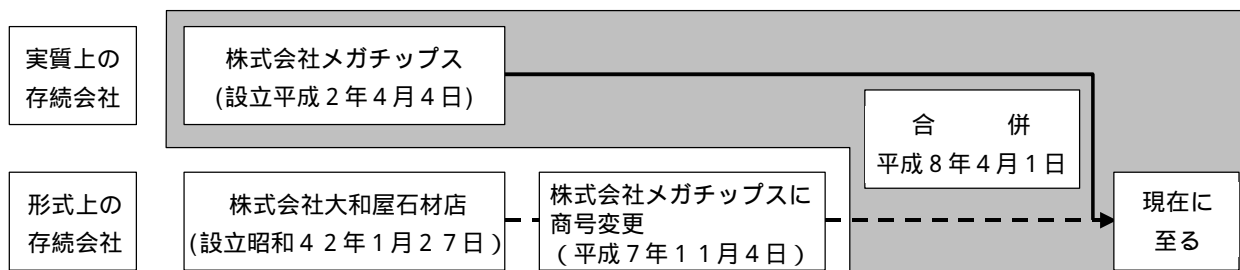 実質上の
存続会社
株式会社メガチップス
(設立平成２年４月４日)
合　　併
平成８年４月１日
形式上の
存続会社
株式会社大和屋石材店
(設立昭和４２年１月２７日）
株式会社メガチップスに
商号変更
（平成７年１１月４日）
現在に
至る